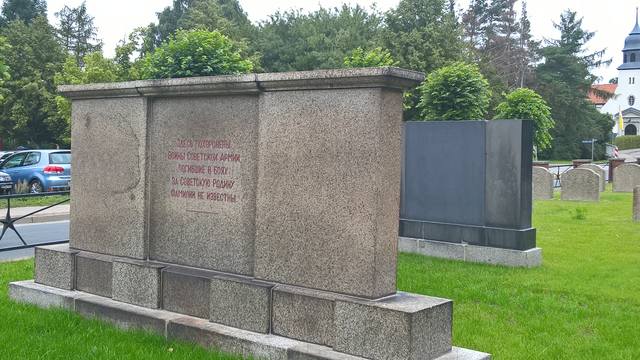 ЗДЕСЬ ПОХОРОНЕНЫ
ВОИНЫ СОВЕТСКОЙ АРМИИ
ПОГИБШИЕ В БОЯХ
ЗА СОВЕТСКУЮ РОДИНУ
ФАМИЛИИ НЕ ИЗВЕСТНЫ